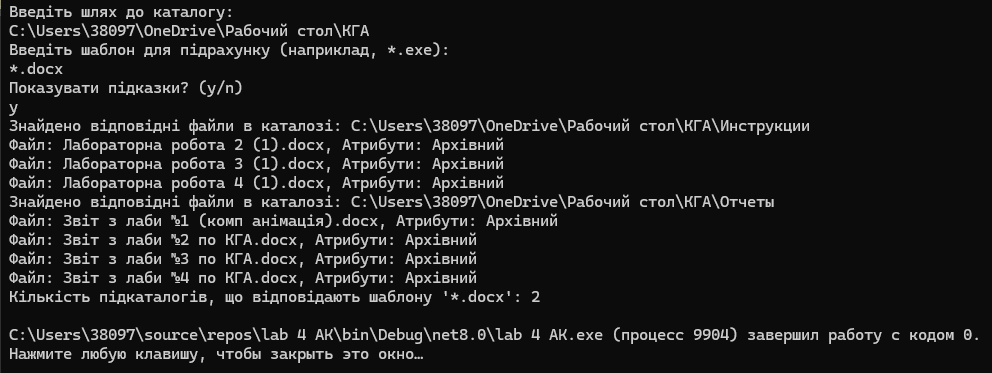 Введіть шлях до каталогу:
C:\Users\38097\OneDrive\Рабочий стол\КГА
Введіть шаблон для підрахунку (наприклад, *.exe):
*.docx
Показувати підказки? (y/n)
y
Знайдено відповідні файли в каталозі: C:\Users\38097\OneDrive\Рабочий стол\КГА\Инструкции
Файл: Лабораторна робота 2 (1).docx, Атрибути: Архівний
Файл: Лабораторна робота 3 (1).docx, Атрибути: Архівний
Файл: Лабораторна робота 4 (1).docx, Атрибути: Архівний
Знайдено відповідні файли в каталозі: C:\Users\38097\OneDrive\Рабочий стол\КГА\Отчеты
Файл: Звіт з лаби №1 (комп анімація).docx, Атрибути: Архівний
Файл: Звіт з лаби №2 по КГА.docx, Атрибути: Архівний
Файл: Звіт з лаби №3 по КГА.docx, Атрибути: Архівний
Файл: Звіт з лаби №4 по КГА.docx, Атрибути: Архівний
Кількість підкаталогів, що відповідають шаблону '*.docx': 2
C:\Users\38097\source\repos\lab 4 АК\bin\Debug\net8.0\lab 4 АК.exe (процесс 9904) завершил работу с кодом 0.
Нажмите любую клавишу, чтобы закрыть это окно…